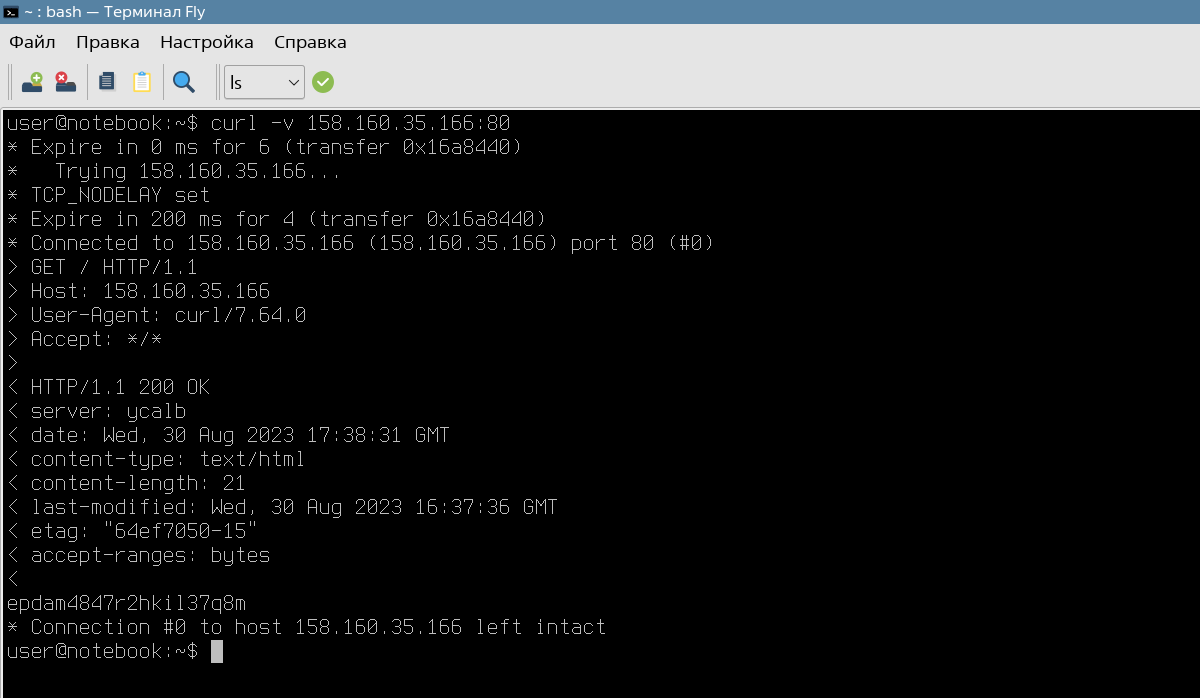 ~ : bash — Терминал Fly
Файл Правка Настройка Справка
ls
user@notebook:~$ curl -v 158.160.35.166:80
* Expire in 0 ms for 6 (transfer 0x16a8440)
*   Trying 158.160.35.166...
* TCP_NODELAY set
* Expire in 200 ms for 4 (transfer 0x16a8440)
* Connected to 158.160.35.166 (158.160.35.166) port 80 (#0)
> GET / HTTP/1.1
> Host: 158.160.35.166
> User-Agent: curl/7.64.0
> Accept: */*
>
< HTTP/1.1 200 OK
< server: ycalb
< date: Wed, 30 Aug 2023 17:38:31 GMT
< content-type: text/html
< content-length: 21
< last-modified: Wed, 30 Aug 2023 16:37:36 GMT
< etag: "64ef7050-15"
< accept-ranges: bytes
<
epdam4847r2hkil37q8m
* Connection #0 to host 158.160.35.166 left intact
user@notebook:~$